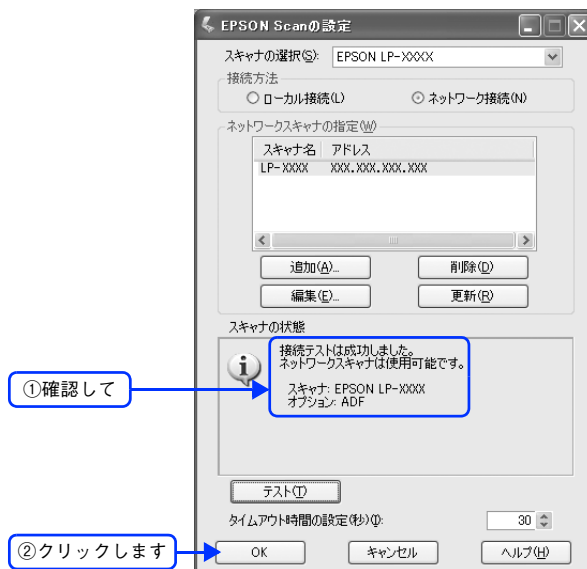 EPSON Scanの設定
スキャナの選択(S): EPSON LP-XXXX
接続方法
ローカル接続(L) ネットワーク接続(N)
ネットワークスキャナの指定(W)
スキャナ名 アドレス
LP-XXXX XXX.XXX.XXX.XXX
追加(A)... 削除(D)
編集(E)... 更新(R)
スキャナの状態
接続テストは成功しました。
ネットワークスキャナは使用可能です。
スキャナ: EPSON LP-XXXX
オプション: ADF
①確認して
テスト(T)
タイムアウト時間の設定(秒)(I): 30
②クリックします
OK キャンセル ヘルプ(H)